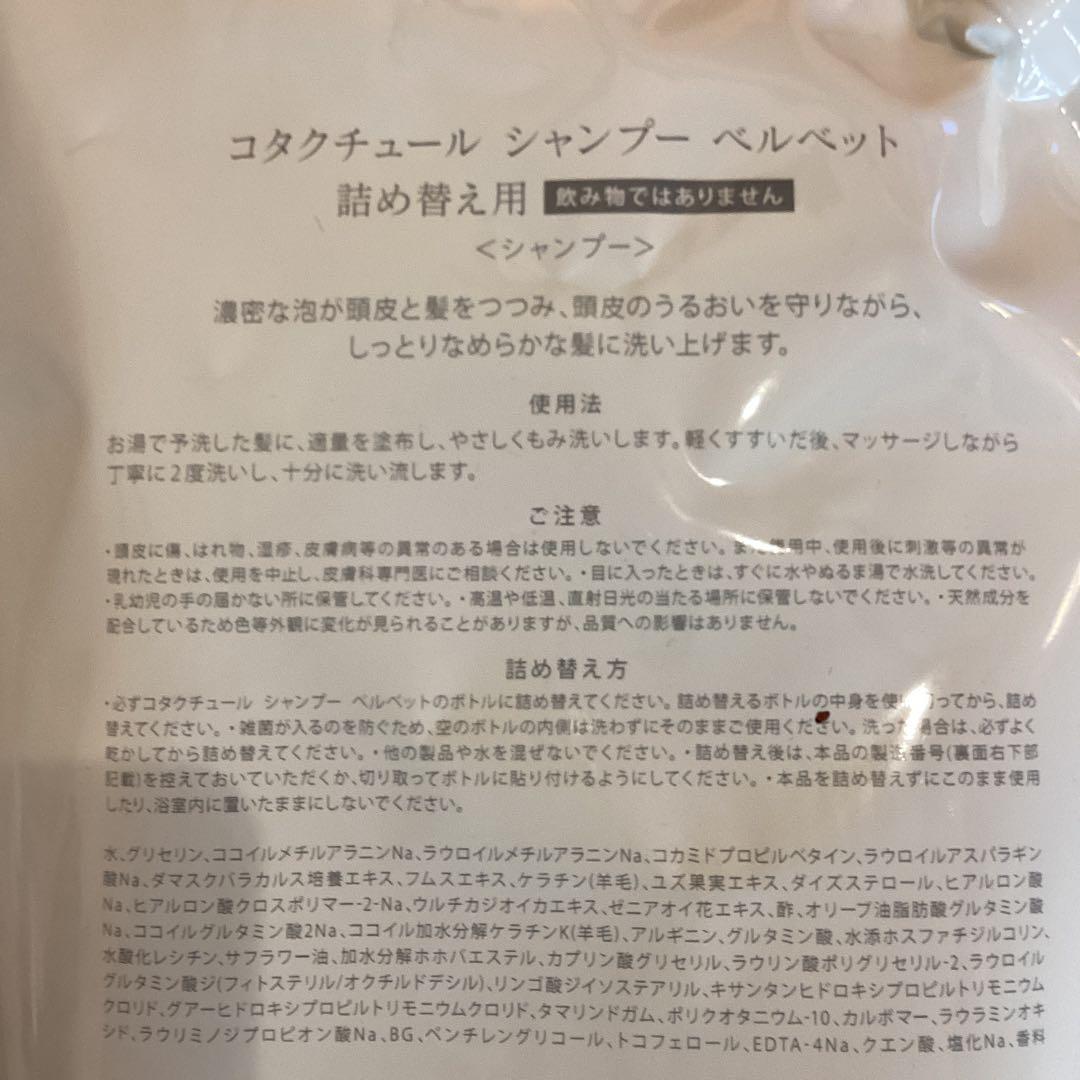 コタクチュール シャンプー ベルベット
詰め替え用 飲み物ではありません
<シャンプー>
濃密な泡が頭皮と髪をつつみ、頭皮のうるおいを守りながら、
しっとりなめらかな髪に洗い上げます。
使用法
お湯で予洗した髪に、適量を塗布し、やさしくもみ洗いします。軽くすすいだ後、マッサージしながら
丁寧に2度洗いし、十分に洗い流します。
ご注意
・頭皮に傷、はれ物、湿疹、皮膚病等の異常のある場合は使用しないでください。また使用中、使用後に刺激等の異常が
現れたときは、使用を中止し、皮膚科専門医にご相談ください。・目に入ったときは、すぐに水やぬるま湯で水洗してください。
・乳幼児の手の届かない所に保管してください。・高温や低温、直射日光の当たる場所に保管しないでください。・天然成分を
配合しているため色等外観に変化が見られることがありますが、品質への影響はありません。
詰め替え方
・必ずコタクチュール シャンプー ベルベットのボトルに詰め替えてください。詰め替えるボトルの中身を使い切ってから、詰め
替えてください。・雑菌が入るのを防ぐため、空のボトルの内側は洗わずにそのままご使用ください。洗った場合は、必ずよく
乾かしてから詰め替えてください。・他の製品や水を混ぜないでください。・詰め替え後は、本品の製造番号(裏面右下部
記載)を控えておいていただくか、切り取ってボトルに貼り付けるようにしてください。・本品を詰め替えずにこのまま使用
したり、浴室内に置いたままにしないでください。
水、グリセリン、ココイルメチルアラニンNa、ラウロイルメチルアラニンNa、コカミドプロピルベタイン、ラウロイルアスパラギン
酸Na、ダマスクバラカルス培養エキス、フムスエキス、ケラチン(羊毛)、ユズ果実エキス、ダイズステロール、ヒアルロン酸
Na、ヒアルロン酸クロスポリマー-2-Na、ウルチカジオイカエキス、ゼニアオイ花エキス、酢、オリーブ油脂肪酸グルタミン酸
Na、ココイルグルタミン酸2Na、ココイル加水分解ケラチンK(羊毛)、アルギニン、グルタミン酸、水添ホスファチジルコリン、
水酸化レシチン、サフラワー油、加水分解ホホバエステル、カプリン酸グリセリル、ラウリン酸ポリグリセリル-2、ラウロイル
グルタミン酸ジ(フィトステリル/オクチルドデシル)、リンゴ酸ジイソステアリル、キサンタンヒドロキシプロピルトリモニウム
クロリド、グアーヒドロキシプロピルトリモニウムクロリド、タマリンドガム、ポリクオタニウム-10、カルボマー、ラウラミンオキ
シド、ラウリミノジプロピオン酸Na、BG、ペンチレングリコール、トコフェロール、EDTA-4Na、クエン酸、塩化Na、香料